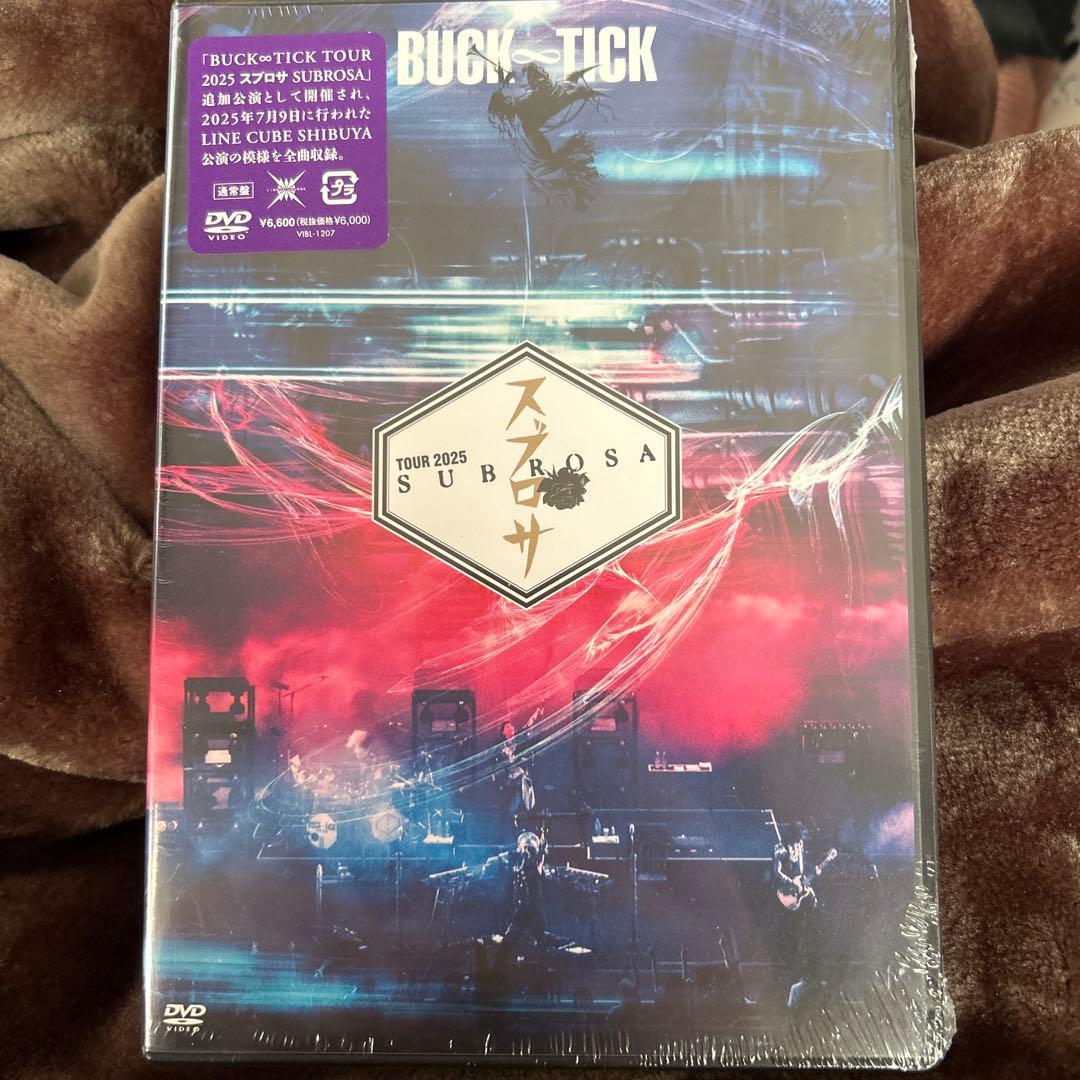 BUCK∞TICK
「BUCK∞TICK TOUR
2025 スブロサ SUBROSA」
追加公演として開催され、
2025年7月9日に行われた
LINE CUBE SHIBUYA
公演の模様を全曲収録。
通常盤
プラ
DVD
VIDEO
¥6,600(税抜価格¥6,000)
VIBL-1207
スブロサ
TOUR 2025
SUBROSA
DVD
VIDEO